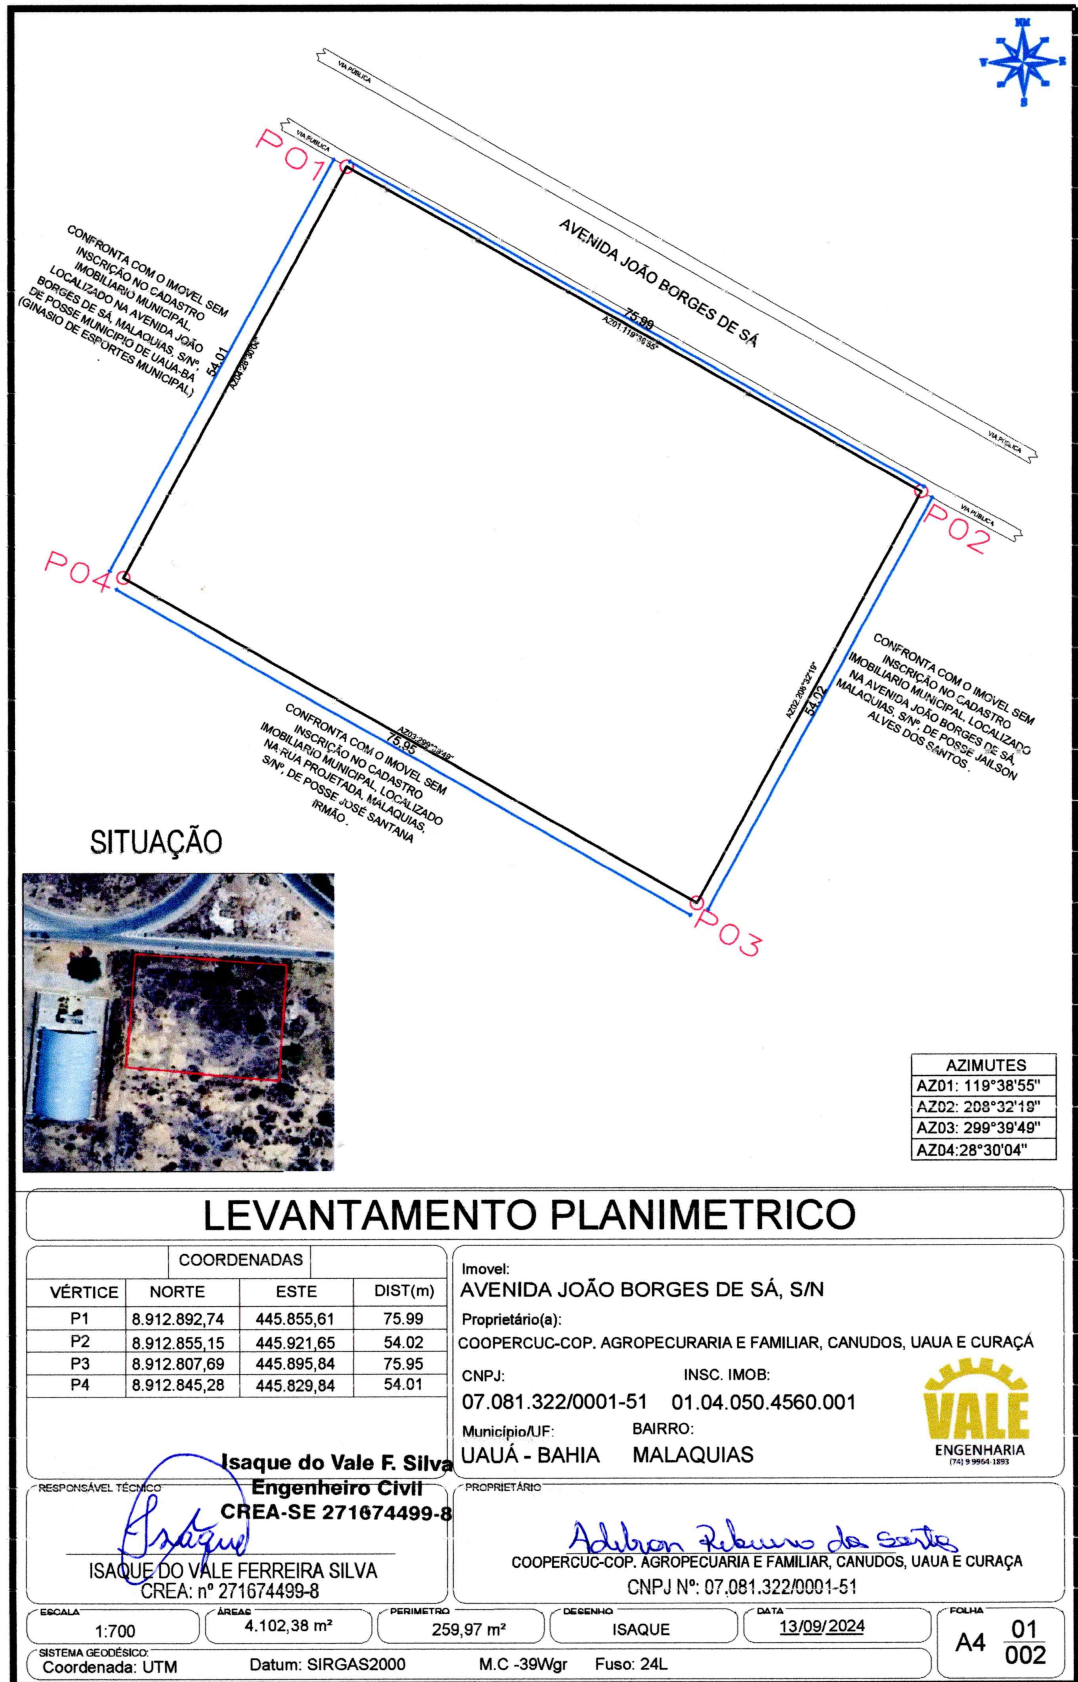 NM
V
E
S
VIA PÚBLICA
VIA PÚBLICA
P01
AVENIDA JOÃO BORGES DE SÁ
CONFRONTA COM O IMOVEL SEM
INSCRIÇÃO NO CADASTRO
IMOBILIARIO MUNICIPAL,
LOCALIZADO NA AVENIDA JOÃO
BORGES DE SÁ, MALAQUIAS, S/Nº,
DE POSSE MUNICIPIO DE UAUA-BA
(GINASIO DE ESPORTES MUNICIPAL)
.
54.01
AZ04:28°30'04"
75.99
AZ01:119°38'55"
VIA PÚBLICA
VIA PÚBLICA
P02
P04
CONFRONTA COM O IMOVEL SEM
INSCRIÇÃO NO CADASTRO
IMOBILIARIO MUNICIPAL, LOCALIZADO
NA AVENIDA JOÃO BORGES DE SÁ,
MALAQUIAS, S/Nº, DE POSSE JAILSON
ALVES DOS SANTOS .
AZ02:208°32'19"
54.02
AZ03:299°39'49"
75.95
CONFRONTA COM O IMOVEL SEM
INSCRIÇÃO NO CADASTRO
IMOBILIARIO MUNICIPAL, LOCALIZADO
NA RUA PROJETADA, MALAQUIAS,
S/Nº, DE POSSE JOSÉ SANTANA
IRMÃO .
P03
SITUAÇÃO
AZIMUTES
AZ01: 119°38'55"
AZ02: 208°32'19"
AZ03: 299°39'49"
AZ04:28°30'04"
LEVANTAMENTO PLANIMETRICO
COORDENADAS
VÉRTICE NORTE ESTE DIST(m)
P1 8.912.892,74 445.855,61 75.99
P2 8.912.855,15 445.921,65 54.02
P3 8.912.807,69 445.895,84 75.95
P4 8.912.845,28 445.829,84 54.01
Imovel:
AVENIDA JOÃO BORGES DE SÁ, S/N
Proprietário(a):
COOPERCUC-COP. AGROPECURARIA E FAMILIAR, CANUDOS, UAUA E CURAÇÁ
CNPJ: INSC. IMOB:
07.081.322/0001-51 01.04.050.4560.001
Município/UF: BAIRRO:
UAUÁ - BAHIA MALAQUIAS
VALE
ENGENHARIA
(74) 9 9964-1893
Isaque do Vale F. Silva
Engenheiro Civil
CREA-SE 271674499-8
RESPONSÁVEL TÉCNICO
Isaque
ISAQUE DO VALE FERREIRA SILVA
CREA: nº 271674499-8
PROPRIETÁRIO
COOPERCUC-COP. AGROPECUARIA E FAMILIAR, CANUDOS, UAUA E CURAÇA
CNPJ Nº: 07.081.322/0001-51
ESCALA
1:700
ÁREAS
4.102,38 m²
PERIMETRO
259,97 m²
DESENHO
ISAQUE
DATA
13/09/2024
FOLHA
A4 01
002
SISTEMA GEODÉSICO:
Coordenada: UTM Datum: SIRGAS2000 M.C -39Wgr Fuso: 24L